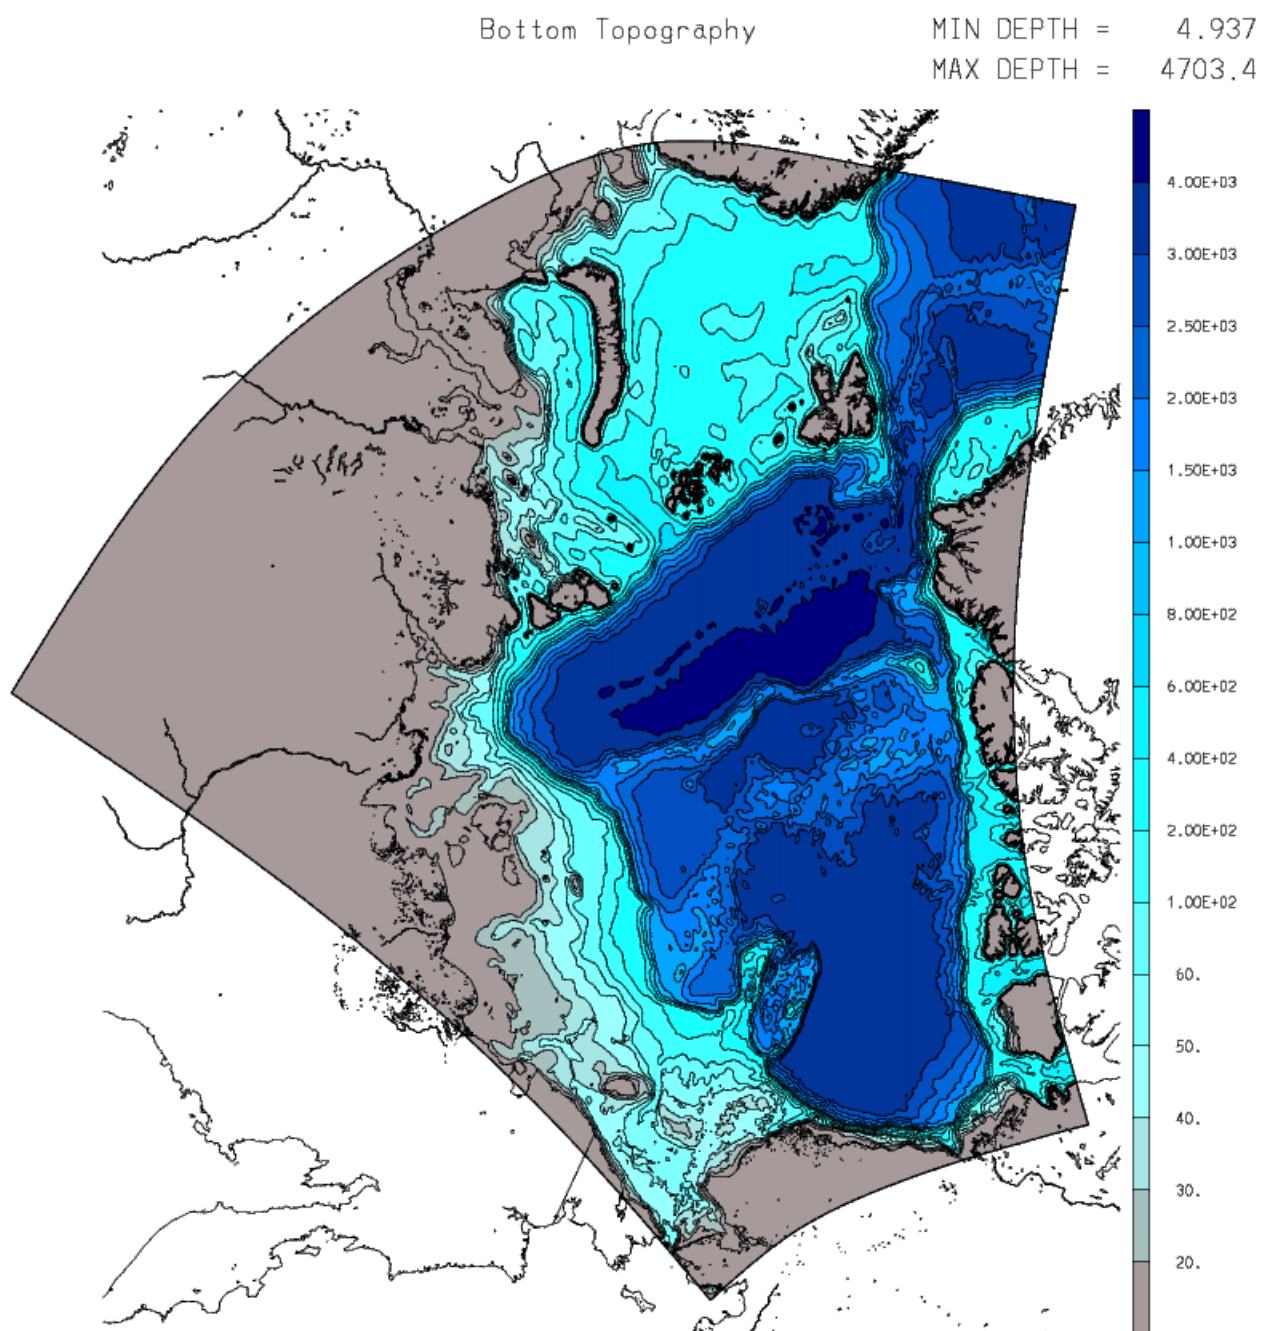 Bottom Topography
MIN DEPTH = 4.937
MAX DEPTH = 4703.4
4.00E+03
3.00E+03
2.50E+03
2.00E+03
1.50E+03
1.00E+03
8.00E+02
6.00E+02
4.00E+02
2.00E+02
1.00E+02
60.
50.
40.
30.
20.